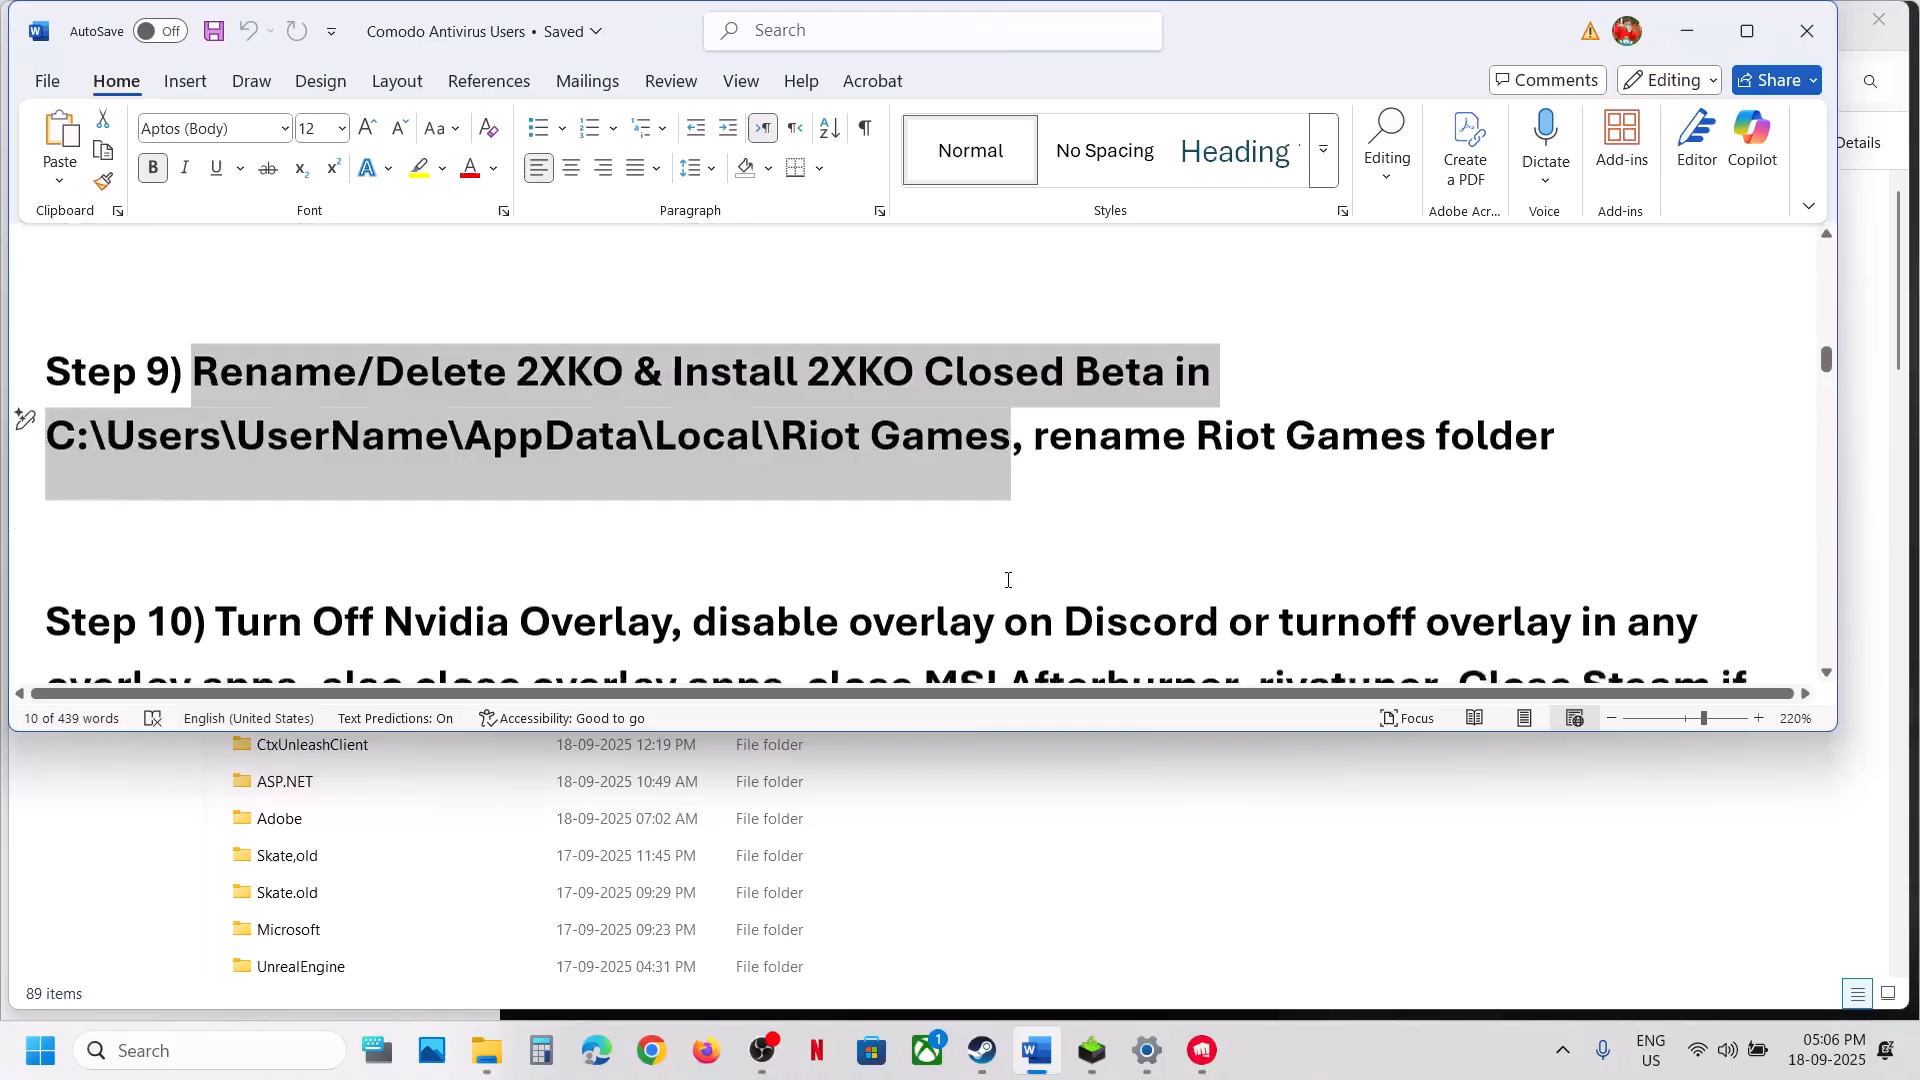 AutoSave Off Comodo Antivirus Users • Saved Search
File Home Insert Draw Design Layout References Mailings Review View Help Acrobat Comments Editing Share
Paste Aptos (Body) 12 Aa Normal No Spacing Heading Editing Create a PDF Dictate Add-ins Editor Copilot Details
Clipboard Font Paragraph Styles Adobe Acr... Voice Add-ins
Step 9) Rename/Delete 2XKO & Install 2XKO Closed Beta in
C:\Users\UserName\AppData\Local\Riot Games, rename Riot Games folder
Step 10) Turn Off Nvidia Overlay, disable overlay on Discord or turnoff overlay in any
overlay apps, also close overlay apps, close MSI Afterburner, rivatuner, Close Steam if
10 of 439 words English (United States) Text Predictions: On Accessibility: Good to go Focus 220%
CtxUnleashClient 18-09-2025 12:19 PM File folder
ASP.NET 18-09-2025 10:49 AM File folder
Adobe 18-09-2025 07:02 AM File folder
Skate,old 17-09-2025 11:45 PM File folder
Skate.old 17-09-2025 09:29 PM File folder
Microsoft 17-09-2025 09:23 PM File folder
UnrealEngine 17-09-2025 04:31 PM File folder
89 items
Search 1 ENG US 05:06 PM 18-09-2025